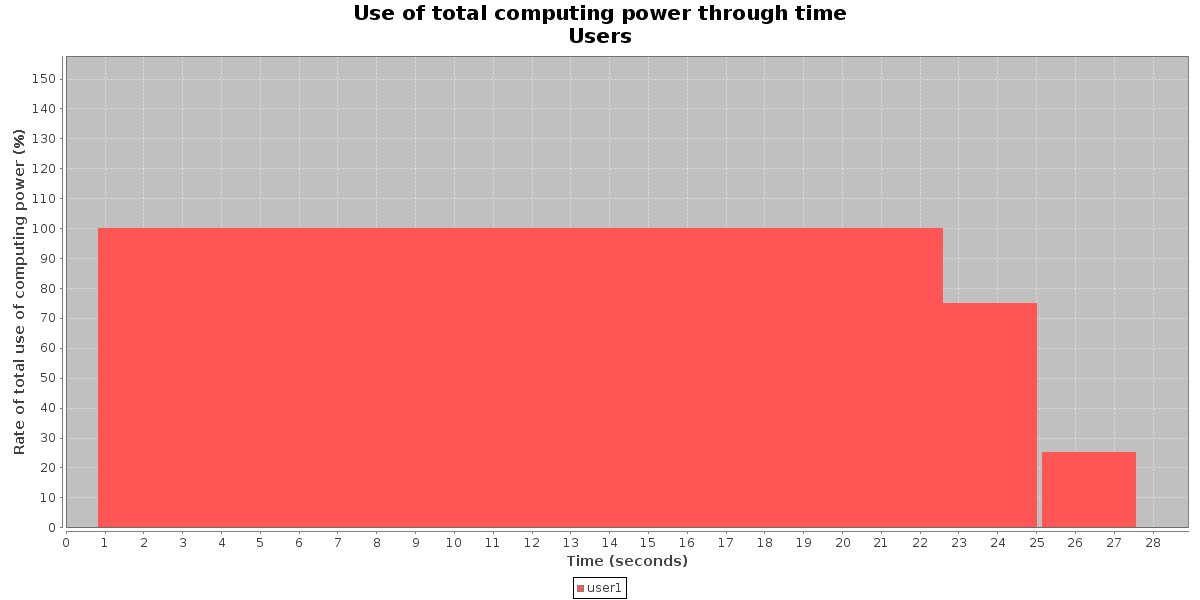 Use of total computing power through time
Users
Rate of total use of computing power (%)
150
140
130
120
110
100
90
80
70
60
50
40
30
20
10
0
0 1 2 3 4 5 6 7 8 9 10 11 12 13 14 15 16 17 18 19 20 21 22 23 24 25 26 27 28
Time (seconds)
user1